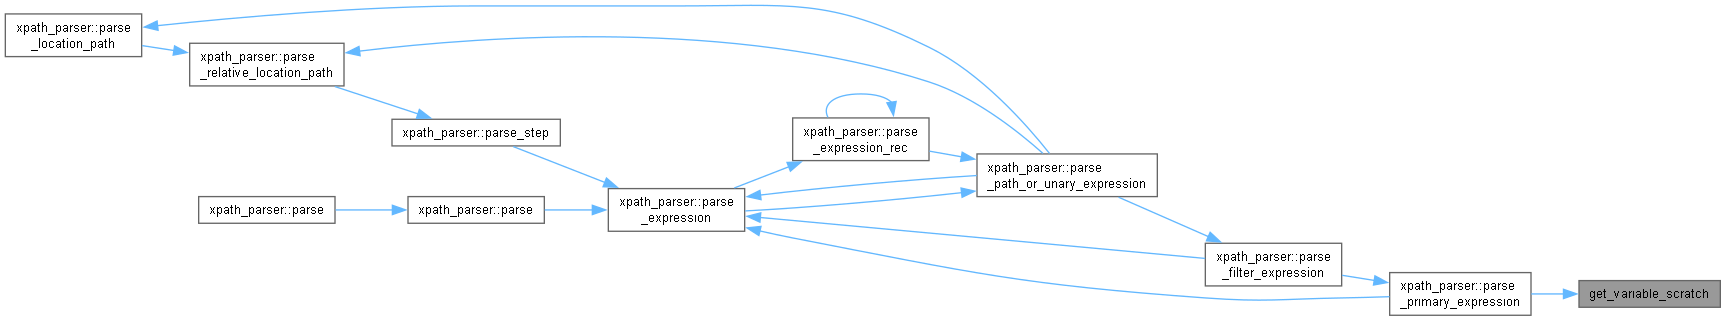 xpath_parser::parse
_location_path
xpath_parser::parse
_relative_location_path
xpath_parser::parse_step
xpath_parser::parse
_expression_rec
xpath_parser::parse
_path_or_unary_expression
xpath_parser::parse
xpath_parser::parse
xpath_parser::parse
_expression
xpath_parser::parse
_filter_expression
xpath_parser::parse
_primary_expression
get_variable_scratch